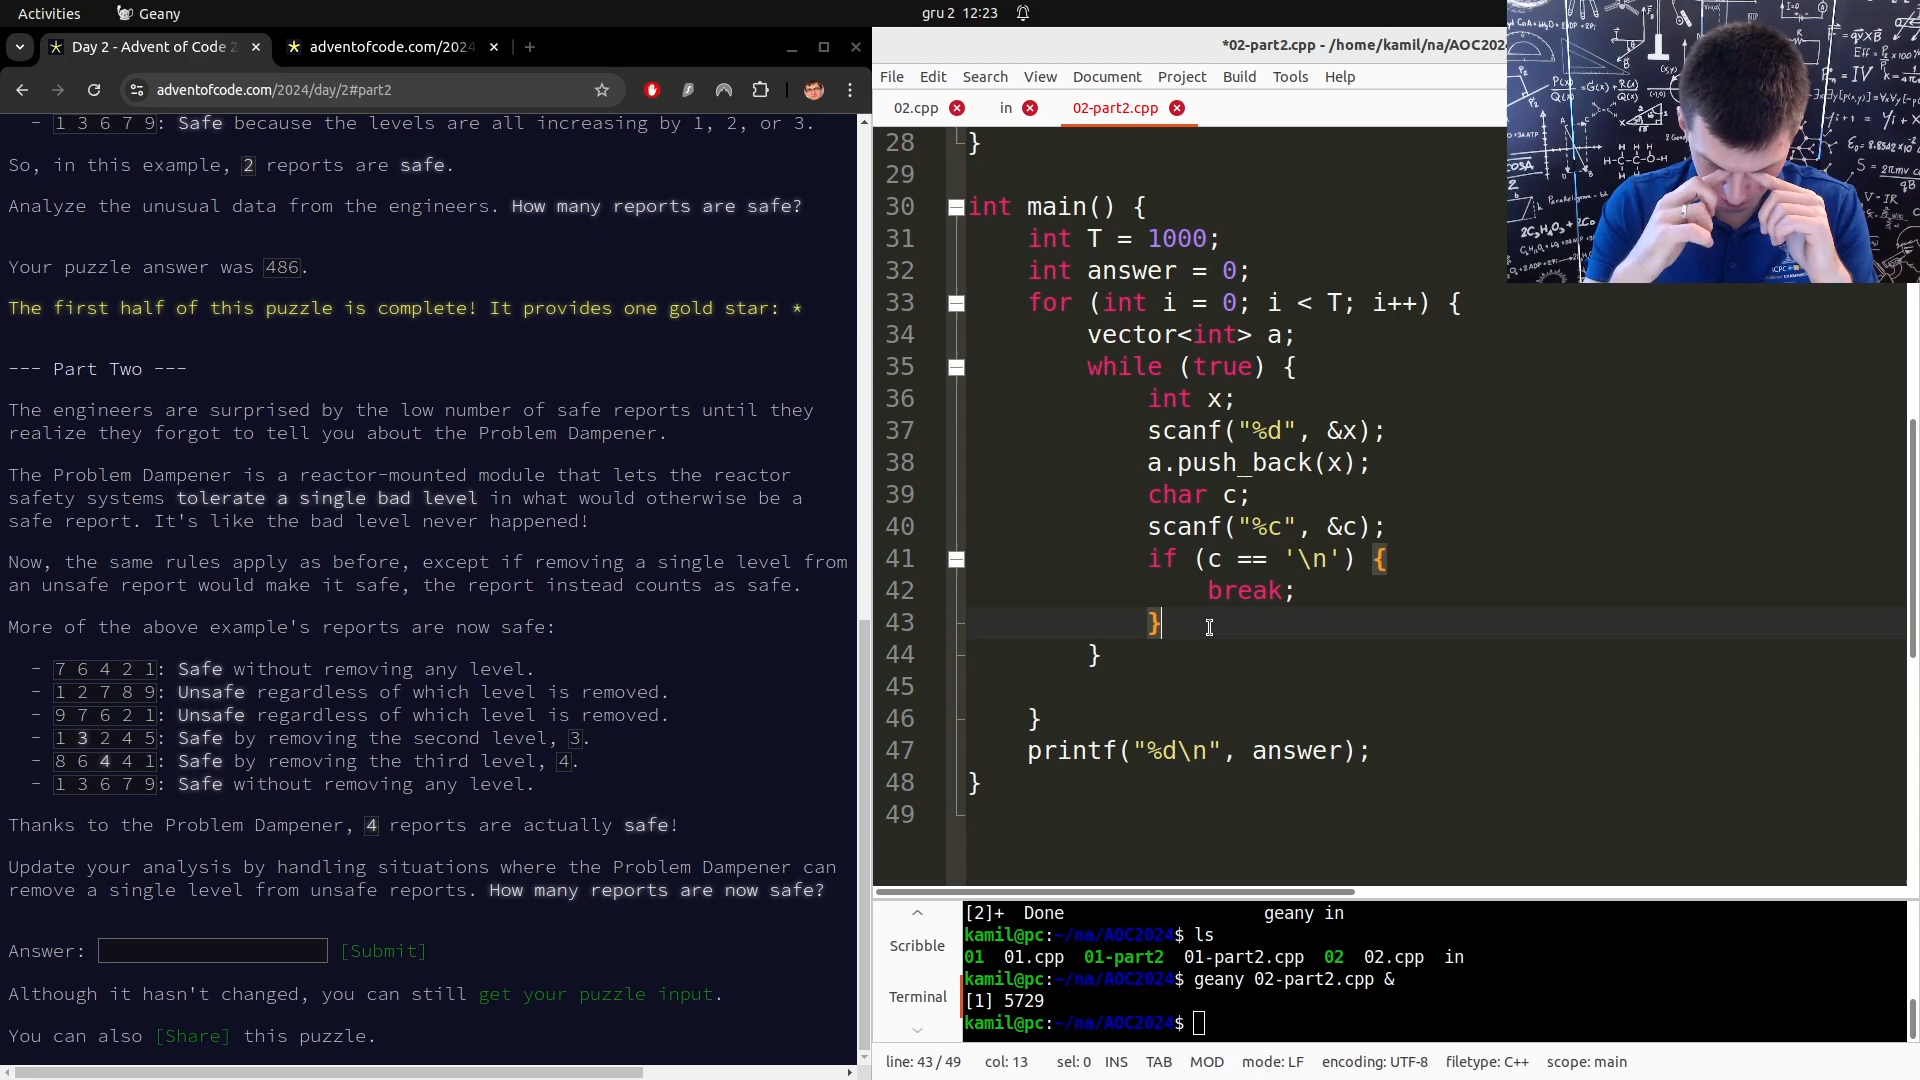 Activities
Geany
gru 2 12:23
Day 2 - Advent of Code 2
adventofcode.com/2024
adventofcode.com/2024/day/2#part2
- 1 3 6 7 9: Safe because the levels are all increasing by 1, 2, or 3.
So, in this example, 2 reports are safe.
Analyze the unusual data from the engineers. How many reports are safe?
Your puzzle answer was 486.
The first half of this puzzle is complete! It provides one gold star: *
--- Part Two ---
The engineers are surprised by the low number of safe reports until they
realize they forgot to tell you about the Problem Dampener.
The Problem Dampener is a reactor-mounted module that lets the reactor
safety systems tolerate a single bad level in what would otherwise be a
safe report. It's like the bad level never happened!
Now, the same rules apply as before, except if removing a single level from
an unsafe report would make it safe, the report instead counts as safe.
More of the above example's reports are now safe:
- 7 6 4 2 1: Safe without removing any level.
- 1 2 7 8 9: Unsafe regardless of which level is removed.
- 9 7 6 2 1: Unsafe regardless of which level is removed.
- 1 3 2 4 5: Safe by removing the second level, 3.
- 8 6 4 4 1: Safe by removing the third level, 4.
- 1 3 6 7 9: Safe without removing any level.
Thanks to the Problem Dampener, 4 reports are actually safe!
Update your analysis by handling situations where the Problem Dampener can
remove a single level from unsafe reports. How many reports are now safe?
Answer: [Submit]
Although it hasn't changed, you can still get your puzzle input.
You can also [Share] this puzzle.
*02-part2.cpp - /home/kamil/na/AOC202
File Edit Search View Document Project Build Tools Help
02.cpp in 02-part2.cpp
28 }
29
30 int main() {
31 int T = 1000;
32 int answer = 0;
33 for (int i = 0; i < T; i++) {
34 vector<int> a;
35 while (true) {
36 int x;
37 scanf("%d", &x);
38 a.push_back(x);
39 char c;
40 scanf("%c", &c);
41 if (c == '\n') {
42 break;
43 }
44 }
45
46 }
47 printf("%d\n", answer);
48 }
49
Scribble
Terminal
[2]+ Done geany in
kamil@pc:~/na/AOC2024$ ls
01 01.cpp 01-part2 01-part2.cpp 02 02.cpp in
kamil@pc:~/na/AOC2024$ geany 02-part2.cpp &
[1] 5729
kamil@pc:~/na/AOC2024$
line: 43 / 49 col: 13 sel: 0 INS TAB MOD mode: LF encoding: UTF-8 filetype: C++ scope: main
ICPC